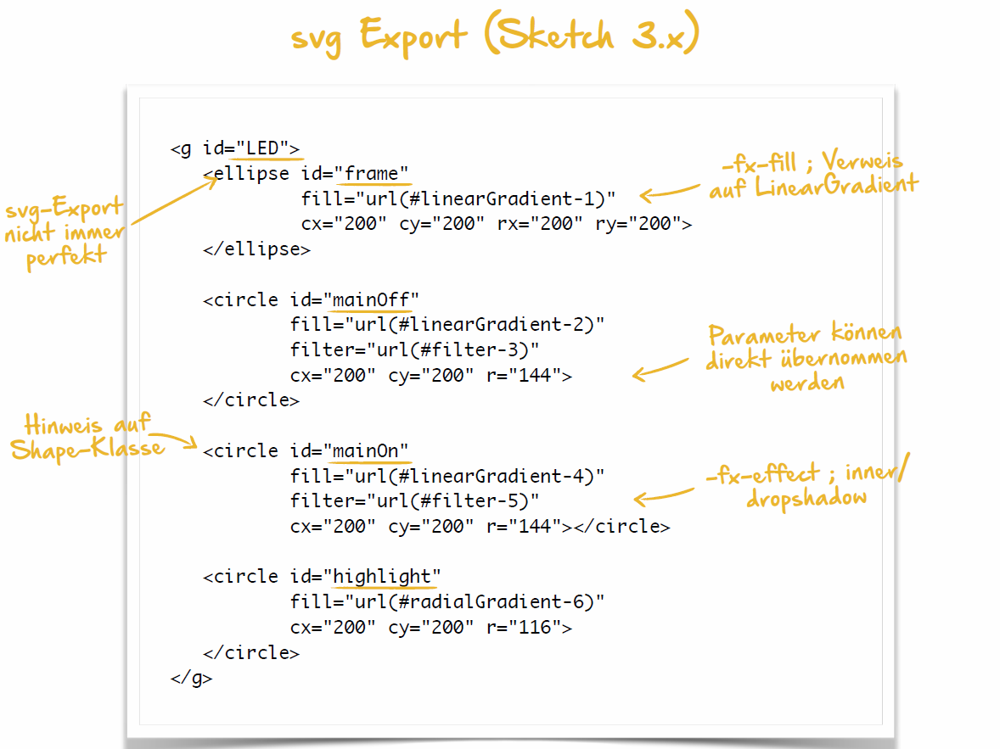 svg Export (Sketch 3.x)
<g id="LED">
<ellipse id="frame"
fill="url(#linearGradient-1)"
cx="200" cy="200" rx="200" ry="200">
</ellipse>
-fx-fill ; Verweis
auf LinearGradient
svg-Export
nicht immer
perfekt
<circle id="mainOff"
fill="url(#linearGradient-2)"
filter="url(#filter-3)"
cx="200" cy="200" r="144">
</circle>
Parameter können
direkt übernommen
werden
Hinweis auf
Shape-Klasse
<circle id="mainOn"
fill="url(#linearGradient-4)"
filter="url(#filter-5)"
cx="200" cy="200" r="144"></circle>
-fx-effect ; inner/
dropshadow
<circle id="highlight"
fill="url(#radialGradient-6)"
cx="200" cy="200" r="116">
</circle>
</g>